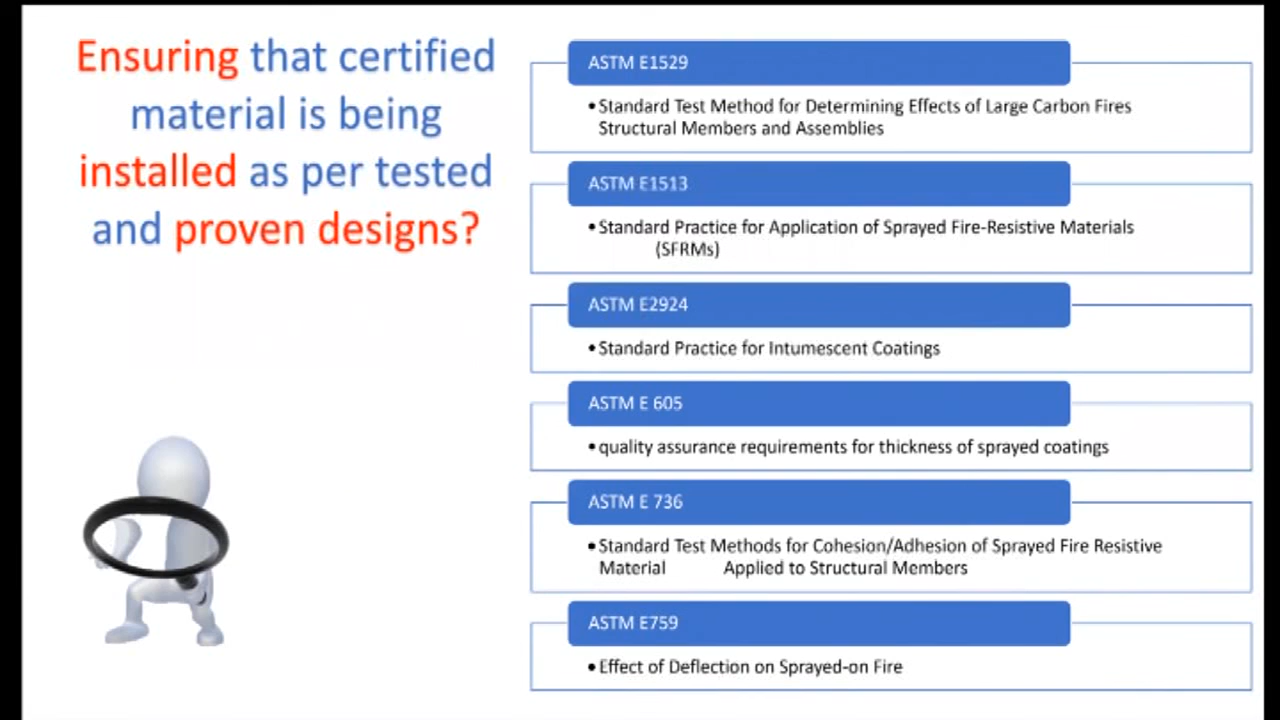 Ensuring that certified
material is being
installed as per tested
and proven designs?
ASTM E1529
•Standard Test Method for Determining Effects of Large Carbon Fires
Structural Members and Assemblies
ASTM E1513
•Standard Practice for Application of Sprayed Fire-Resistive Materials
(SFRMs)
ASTM E2924
•Standard Practice for Intumescent Coatings
ASTM E 605
•quality assurance requirements for thickness of sprayed coatings
ASTM E 736
•Standard Test Methods for Cohesion/Adhesion of Sprayed Fire Resistive
Material Applied to Structural Members
ASTM E759
•Effect of Deflection on Sprayed-on Fire